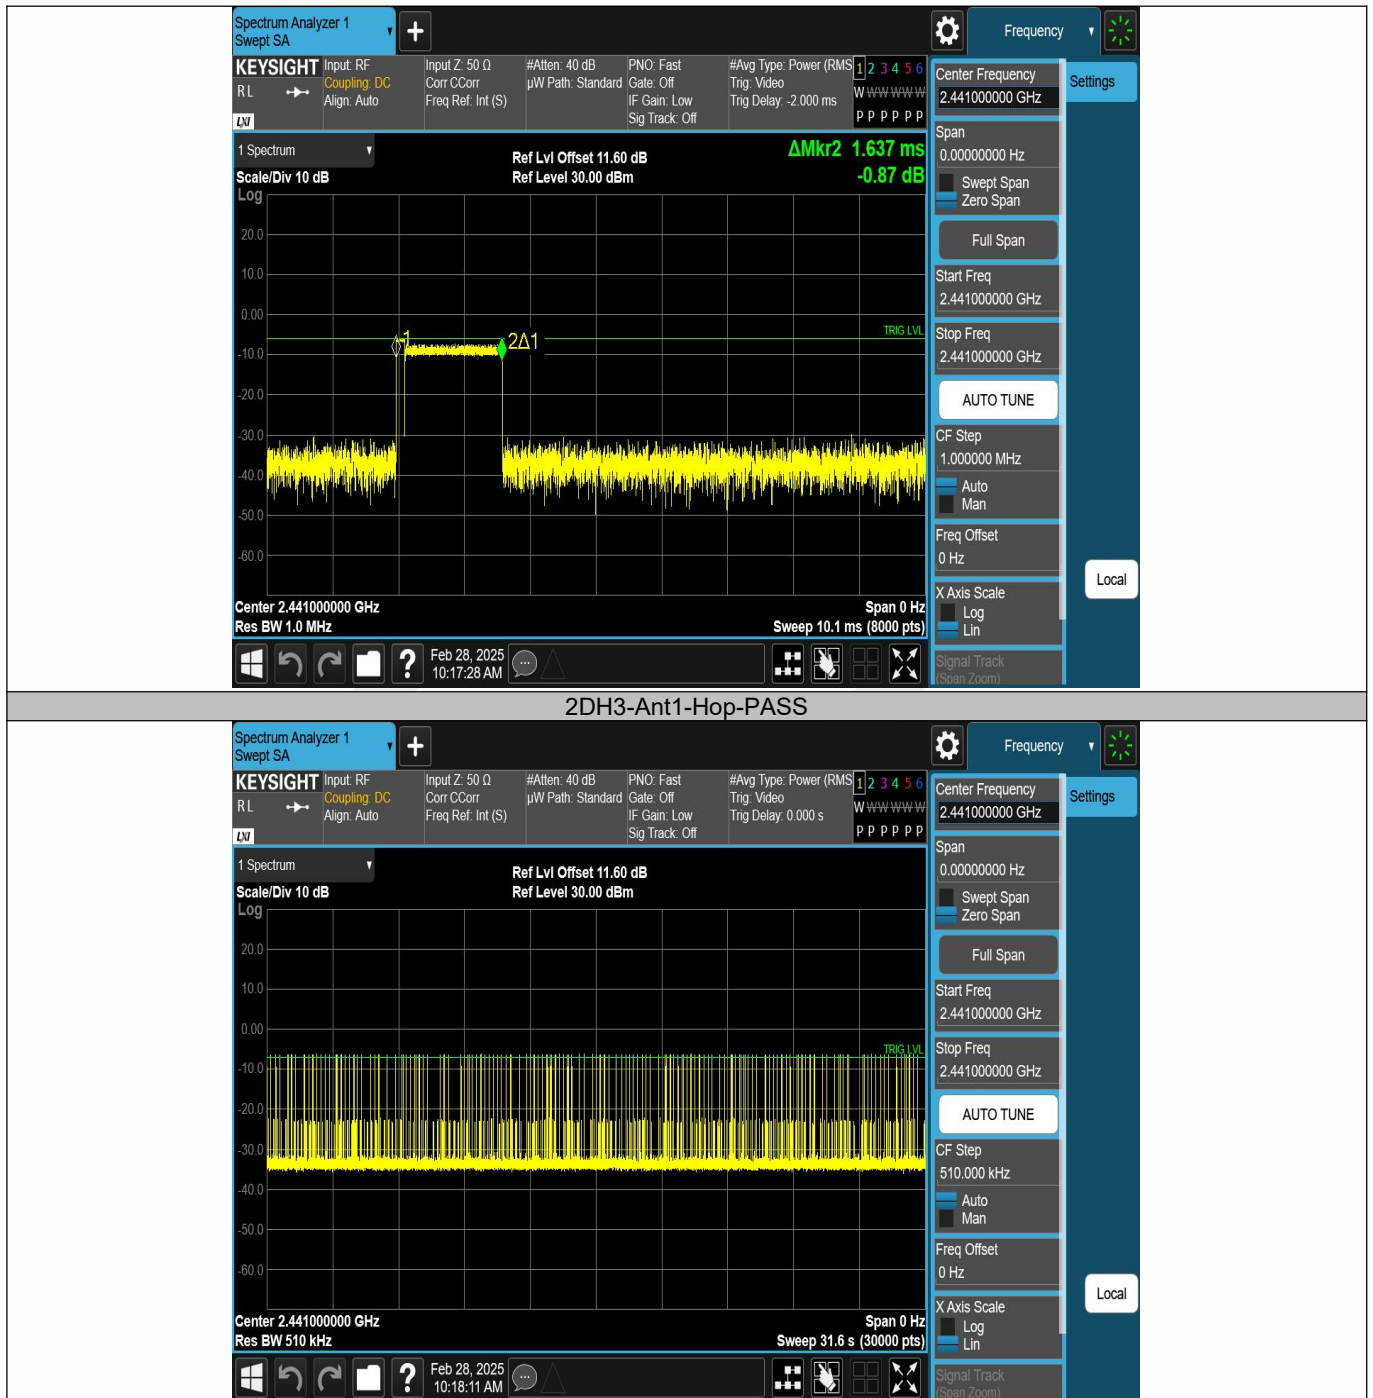 Spectrum Analyzer 1
Swept SA
Frequency
KEYSIGHT
R L
LXI
Input: RF
Coupling: DC
Align: Auto
Input Z: 50 Ω
Corr CCorr
Freq Ref: Int (S)
#Atten: 40 dB
µW Path: Standard
PNO: Fast
Gate: Off
IF Gain: Low
Sig Track: Off
#Avg Type: Power (RMS
Trig: Video
Trig Delay: -2.000 ms
1 2 3 4 5 6
W W W W W W
P P P P P P
Center Frequency
2.441000000 GHz
Settings
Span
0.00000000 Hz
Swept Span
Zero Span
Full Span
Start Freq
2.441000000 GHz
Stop Freq
2.441000000 GHz
AUTO TUNE
CF Step
1.000000 MHz
Auto
Man
Freq Offset
0 Hz
X Axis Scale
Log
Lin
Signal Track
(Span Zoom)
Local
1 Spectrum
Scale/Div 10 dB
Log
Ref Lvl Offset 11.60 dB
Ref Level 30.00 dBm
ΔMkr2 1.637 ms
-0.87 dB
20.0
10.0
0.00
-10.0
-20.0
-30.0
-40.0
-50.0
-60.0
TRIG LVL
1
2Δ1
Center 2.441000000 GHz
Res BW 1.0 MHz
Span 0 Hz
Sweep 10.1 ms (8000 pts)
?
Feb 28, 2025
10:17:28 AM
2DH3-Ant1-Hop-PASS
Spectrum Analyzer 1
Swept SA
Frequency
KEYSIGHT
R L
LXI
Input: RF
Coupling: DC
Align: Auto
Input Z: 50 Ω
Corr CCorr
Freq Ref: Int (S)
#Atten: 40 dB
µW Path: Standard
PNO: Fast
Gate: Off
IF Gain: Low
Sig Track: Off
#Avg Type: Power (RMS
Trig: Video
Trig Delay: 0.000 s
1 2 3 4 5 6
W W W W W W
P P P P P P
Center Frequency
2.441000000 GHz
Settings
Span
0.00000000 Hz
Swept Span
Zero Span
Full Span
Start Freq
2.441000000 GHz
Stop Freq
2.441000000 GHz
AUTO TUNE
CF Step
510.000 kHz
Auto
Man
Freq Offset
0 Hz
X Axis Scale
Log
Lin
Signal Track
(Span Zoom)
Local
1 Spectrum
Scale/Div 10 dB
Log
Ref Lvl Offset 11.60 dB
Ref Level 30.00 dBm
20.0
10.0
0.00
-10.0
-20.0
-30.0
-40.0
-50.0
-60.0
TRIG LVL
Center 2.441000000 GHz
Res BW 510 kHz
Span 0 Hz
Sweep 31.6 s (30000 pts)
?
Feb 28, 2025
10:18:11 AM